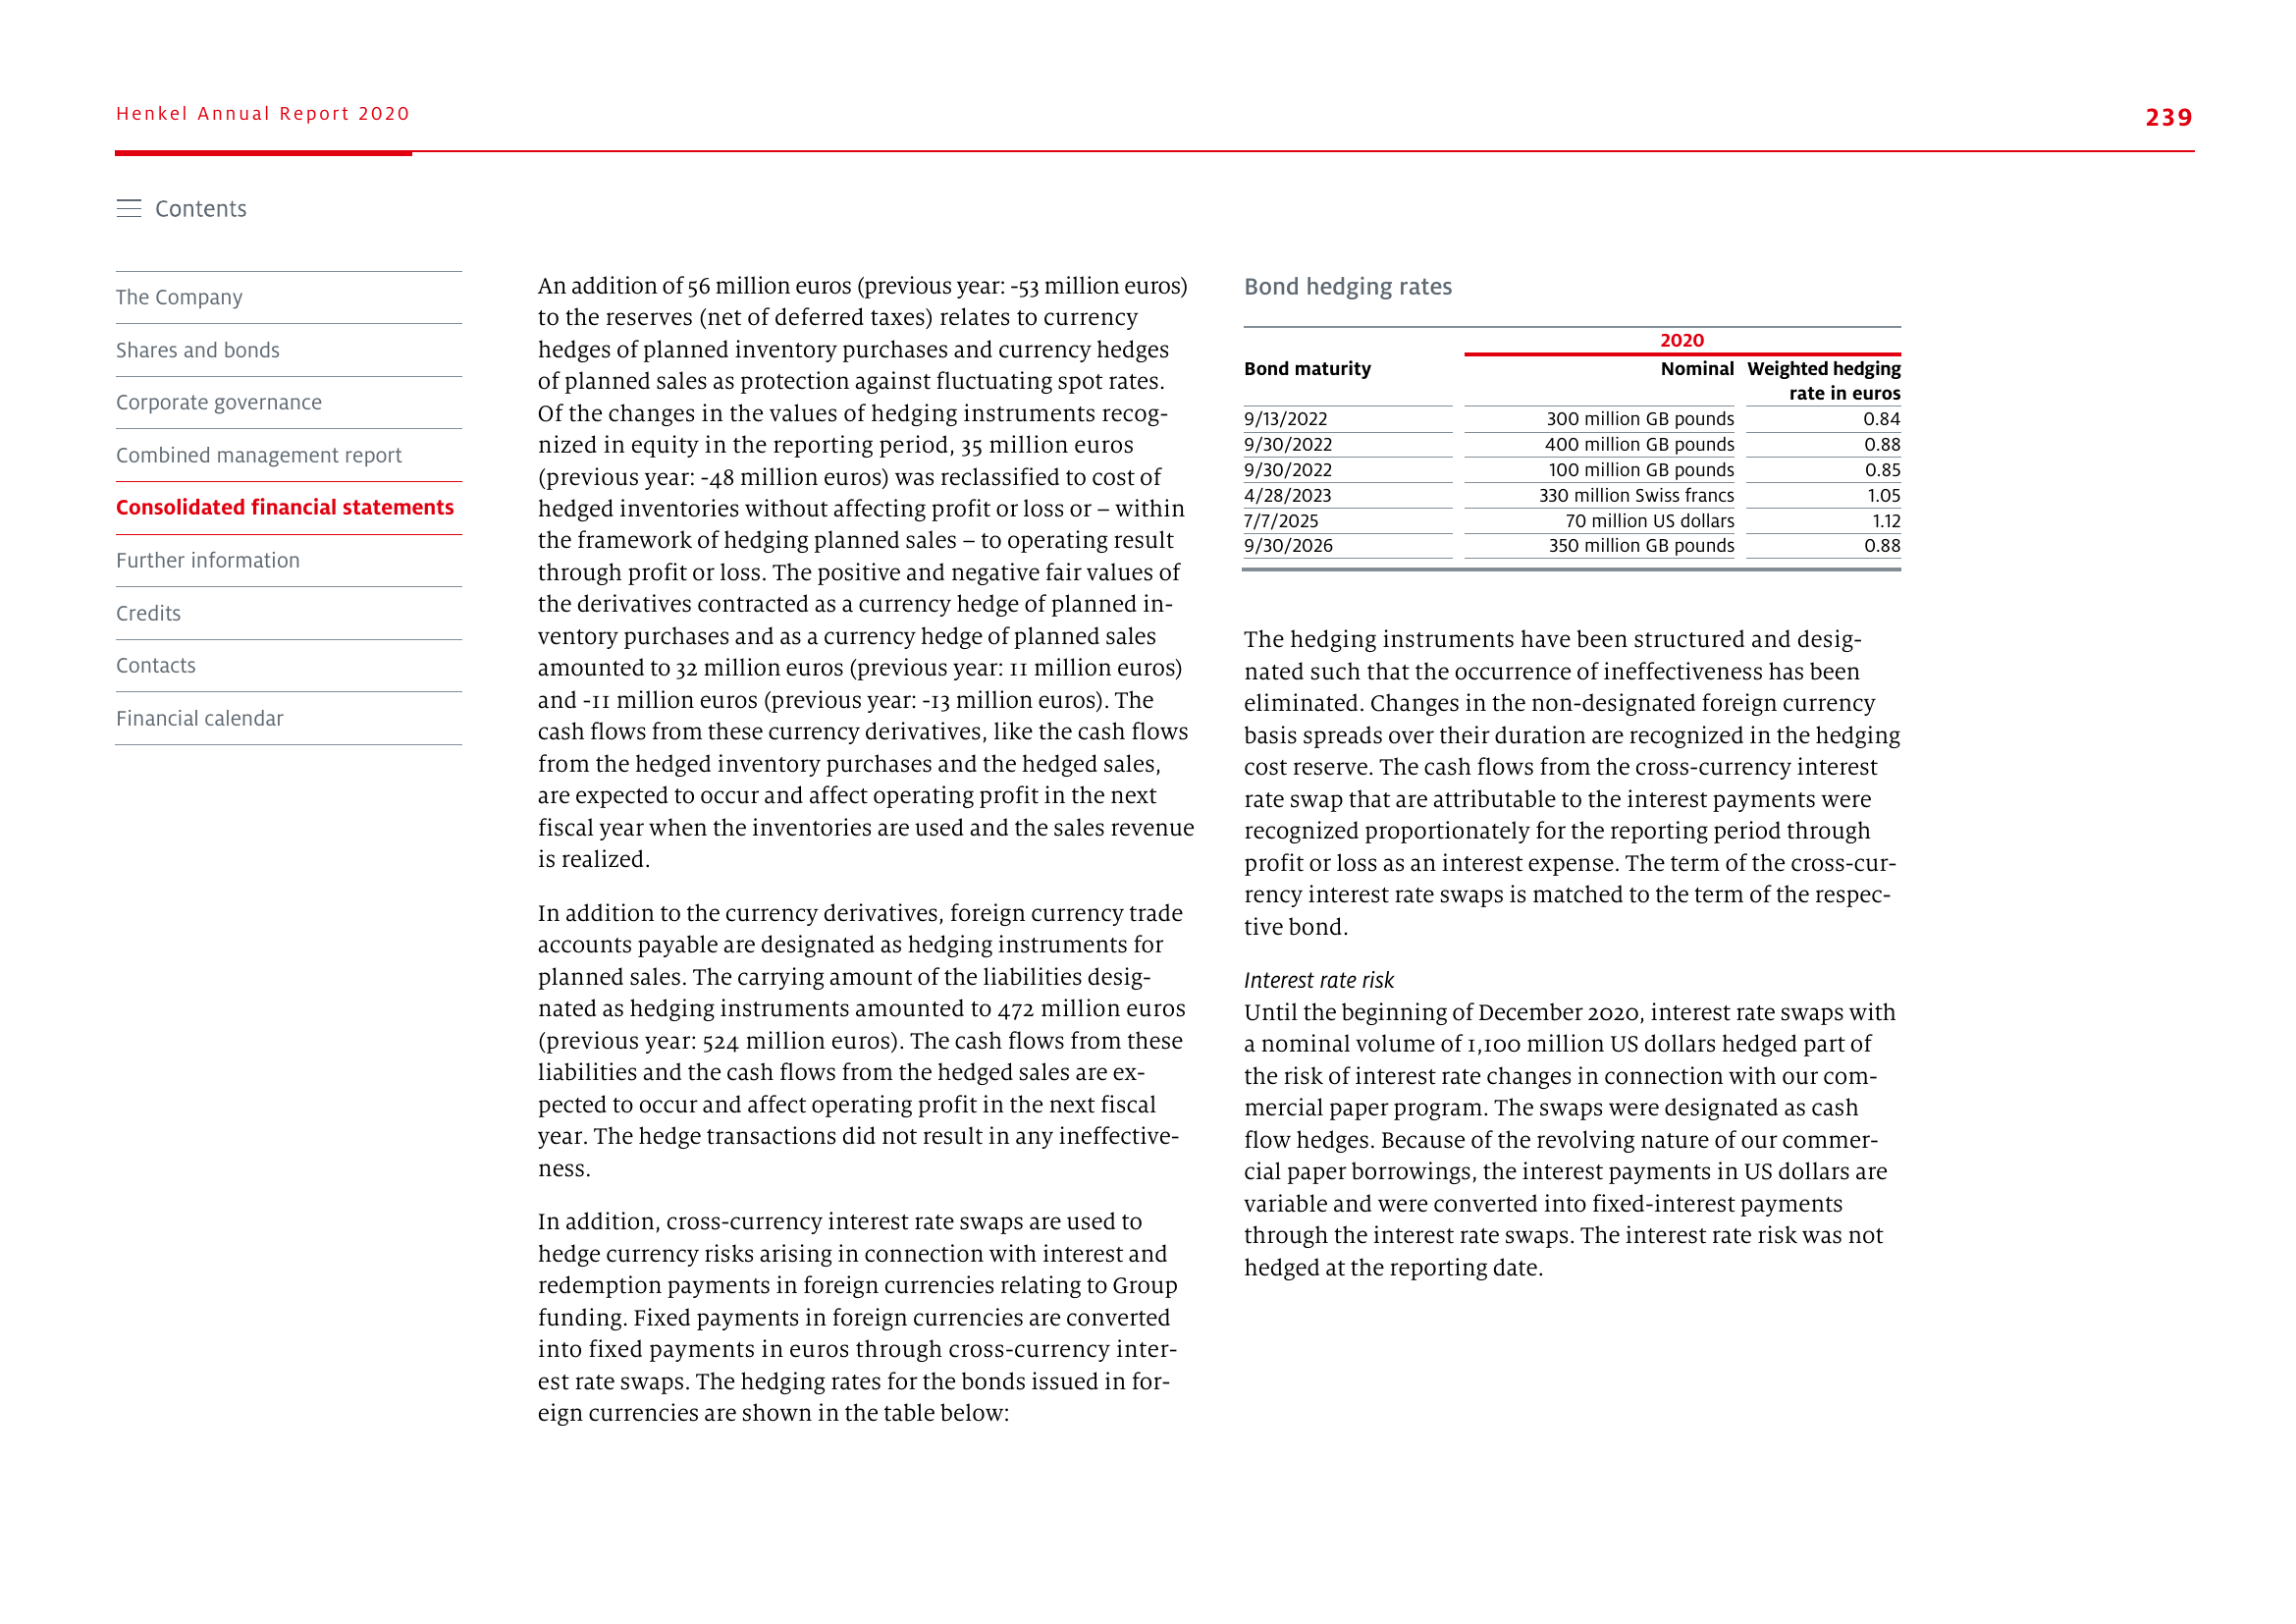 Henkel Annual Report 2020
239
Contents
The Company
Shares and bonds
Corporate governance
Combined management report
Consolidated financial statements
Further information
Credits
Contacts
Financial calendar
An addition of 56 million euros (previous year: -53 million euros)
to the reserves (net of deferred taxes) relates to currency
hedges of planned inventory purchases and currency hedges
of planned sales as protection against fluctuating spot rates.
Of the changes in the values of hedging instruments recog-
nized in equity in the reporting period, 35 million euros
(previous year: -48 million euros) was reclassified to cost of
hedged inventories without affecting profit or loss or – within
the framework of hedging planned sales – to operating result
through profit or loss. The positive and negative fair values of
the derivatives contracted as a currency hedge of planned in-
ventory purchases and as a currency hedge of planned sales
amounted to 32 million euros (previous year: 11 million euros)
and -11 million euros (previous year: -13 million euros). The
cash flows from these currency derivatives, like the cash flows
from the hedged inventory purchases and the hedged sales,
are expected to occur and affect operating profit in the next
fiscal year when the inventories are used and the sales revenue
is realized.
In addition to the currency derivatives, foreign currency trade
accounts payable are designated as hedging instruments for
planned sales. The carrying amount of the liabilities desig-
nated as hedging instruments amounted to 472 million euros
(previous year: 524 million euros). The cash flows from these
liabilities and the cash flows from the hedged sales are ex-
pected to occur and affect operating profit in the next fiscal
year. The hedge transactions did not result in any ineffective-
ness.
In addition, cross-currency interest rate swaps are used to
hedge currency risks arising in connection with interest and
redemption payments in foreign currencies relating to Group
funding. Fixed payments in foreign currencies are converted
into fixed payments in euros through cross-currency inter-
est rate swaps. The hedging rates for the bonds issued in for-
eign currencies are shown in the table below:
Bond hedging rates
2020
Bond maturity Nominal Weighted hedging
rate in euros
9/13/2022 300 million GB pounds 0.84
9/30/2022 400 million GB pounds 0.88
9/30/2022 100 million GB pounds 0.85
4/28/2023 330 million Swiss francs 1.05
7/7/2025 70 million US dollars 1.12
9/30/2026 350 million GB pounds 0.88
The hedging instruments have been structured and desig-
nated such that the occurrence of ineffectiveness has been
eliminated. Changes in the non-designated foreign currency
basis spreads over their duration are recognized in the hedging
cost reserve. The cash flows from the cross-currency interest
rate swap that are attributable to the interest payments were
recognized proportionately for the reporting period through
profit or loss as an interest expense. The term of the cross-cur-
rency interest rate swaps is matched to the term of the respec-
tive bond.
Interest rate risk
Until the beginning of December 2020, interest rate swaps with
a nominal volume of 1,100 million US dollars hedged part of
the risk of interest rate changes in connection with our com-
mercial paper program. The swaps were designated as cash
flow hedges. Because of the revolving nature of our commer-
cial paper borrowings, the interest payments in US dollars are
variable and were converted into fixed-interest payments
through the interest rate swaps. The interest rate risk was not
hedged at the reporting date.